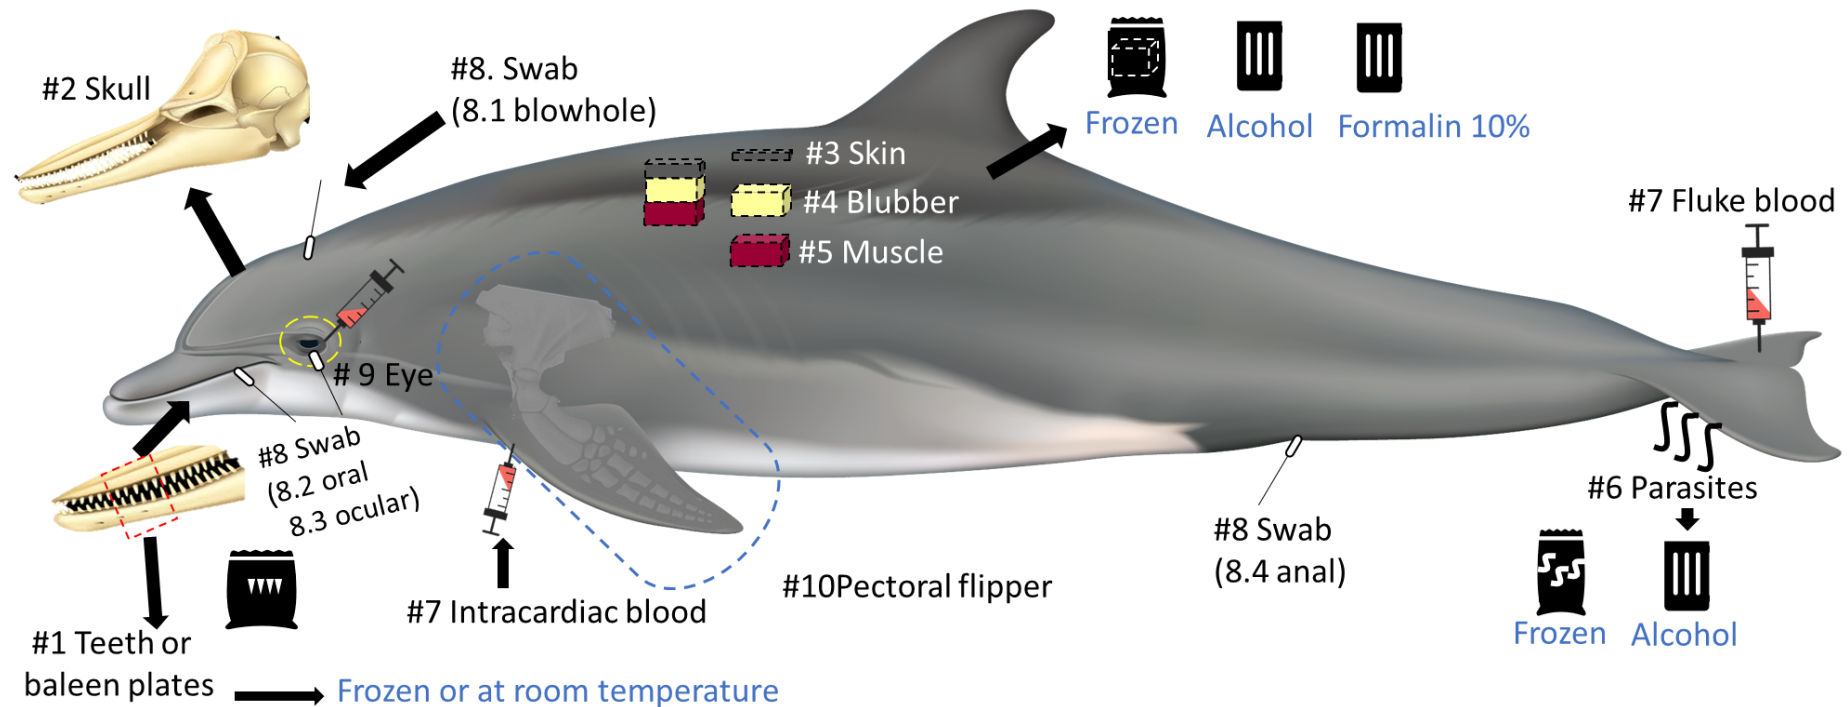 #2 Skull
#8. Swab
(8.1 blowhole)
Frozen
Alcohol
Formalin 10%
#3 Skin
#4 Blubber
#5 Muscle
#7 Fluke blood
# 9 Eye
#8 Swab
(8.2 oral
8.3 ocular)
#6 Parasites
#8 Swab
(8.4 anal)
#10Pectoral flipper
#7 Intracardiac blood
Frozen
Alcohol
#1 Teeth or
baleen plates
Frozen or at room temperature